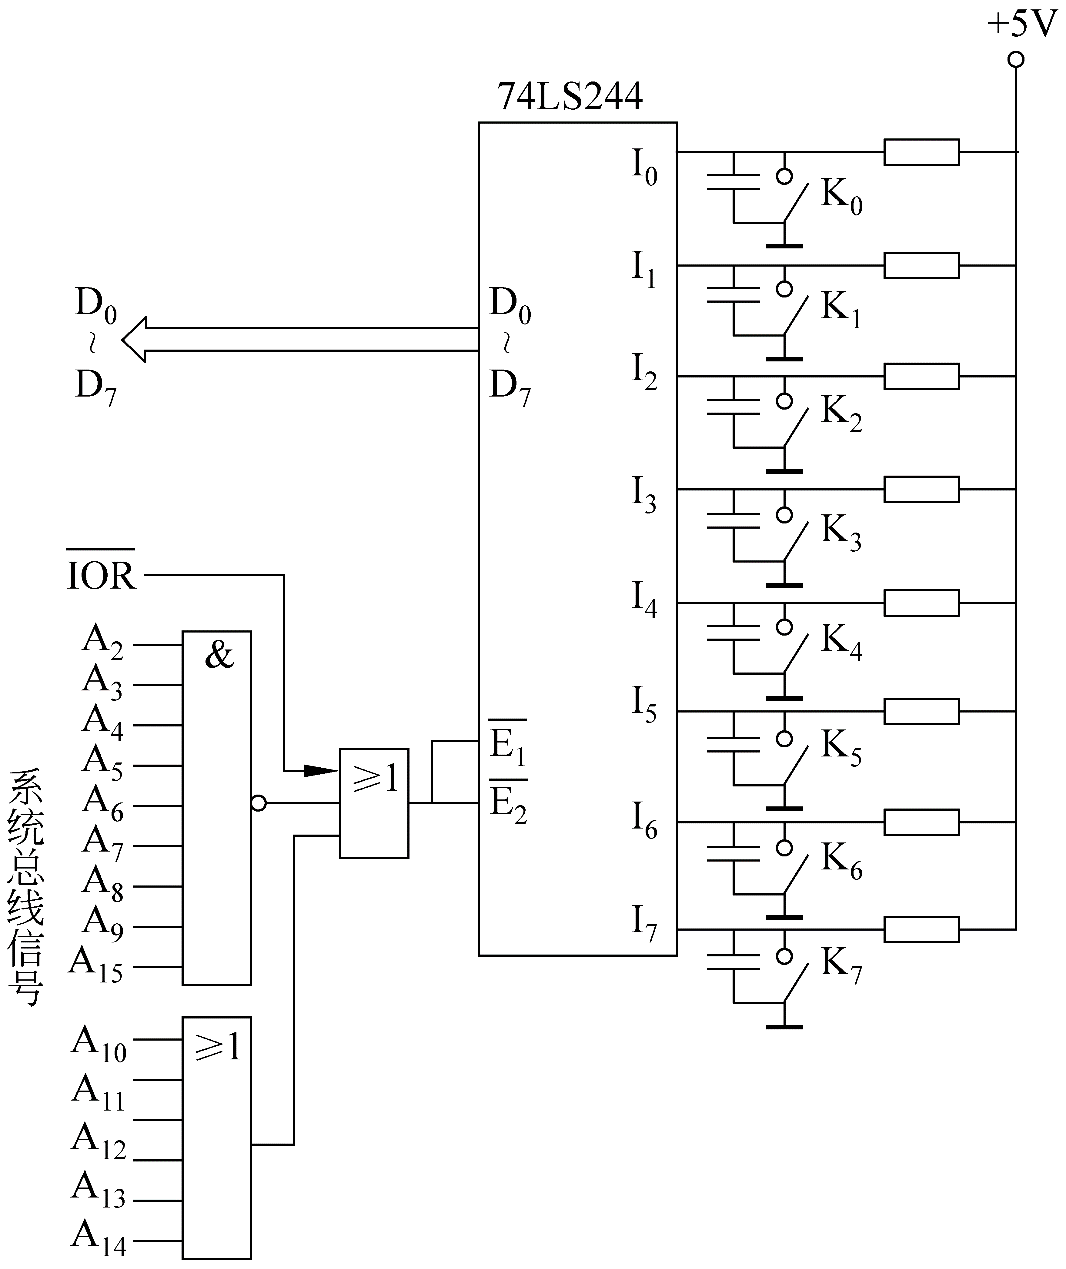 +5V
74LS244
I0
K0
I1
K1
D0
~
D7
D0
~
D7
I2
K2
I3
K3
IOR
I4
K4
A2
&
A3
A4
A5
A6
A7
A8
A9
A15
系统总线信号
≥1
E1
E2
I5
K5
I6
K6
I7
K7
A10
≥1
A11
A12
A13
A14